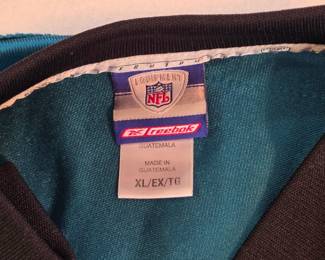 EQUIPMENT
NFL
Reebok
GUATEMALA
MADE IN
GUATEMALA
XL/EX/TG